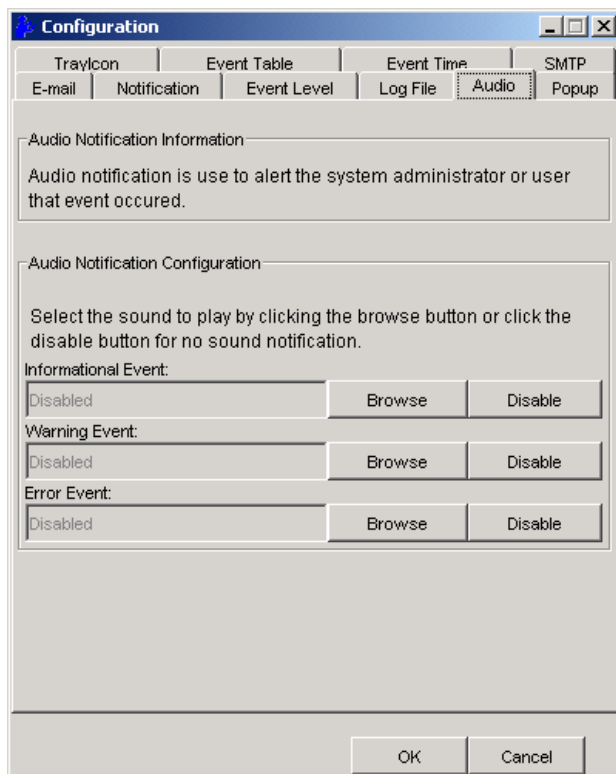 Configuration
TrayIcon Event Table Event Time SMTP
E-mail Notification Event Level Log File Audio Popup
Audio Notification Information
Audio notification is use to alert the system administrator or user
that event occured.
Audio Notification Configuration
Select the sound to play by clicking the browse button or click the
disable button for no sound notification.
Informational Event:
Disabled Browse Disable
Warning Event:
Disabled Browse Disable
Error Event:
Disabled Browse Disable
OK Cancel